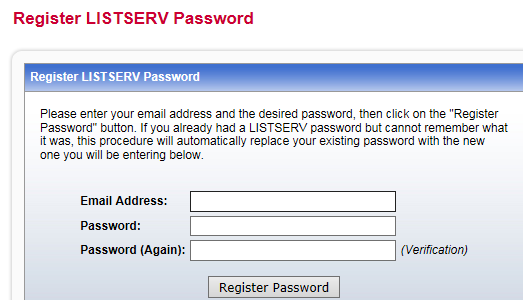 Register LISTSERV Password
Register LISTSERV Password
Please enter your email address and the desired password, then click on the "Register
Password" button. If you already had a LISTSERV password but cannot remember what
it was, this procedure will automatically replace your existing password with the new
one you will be entering below.
Email Address:
Password:
Password (Again): (Verification)
Register Password